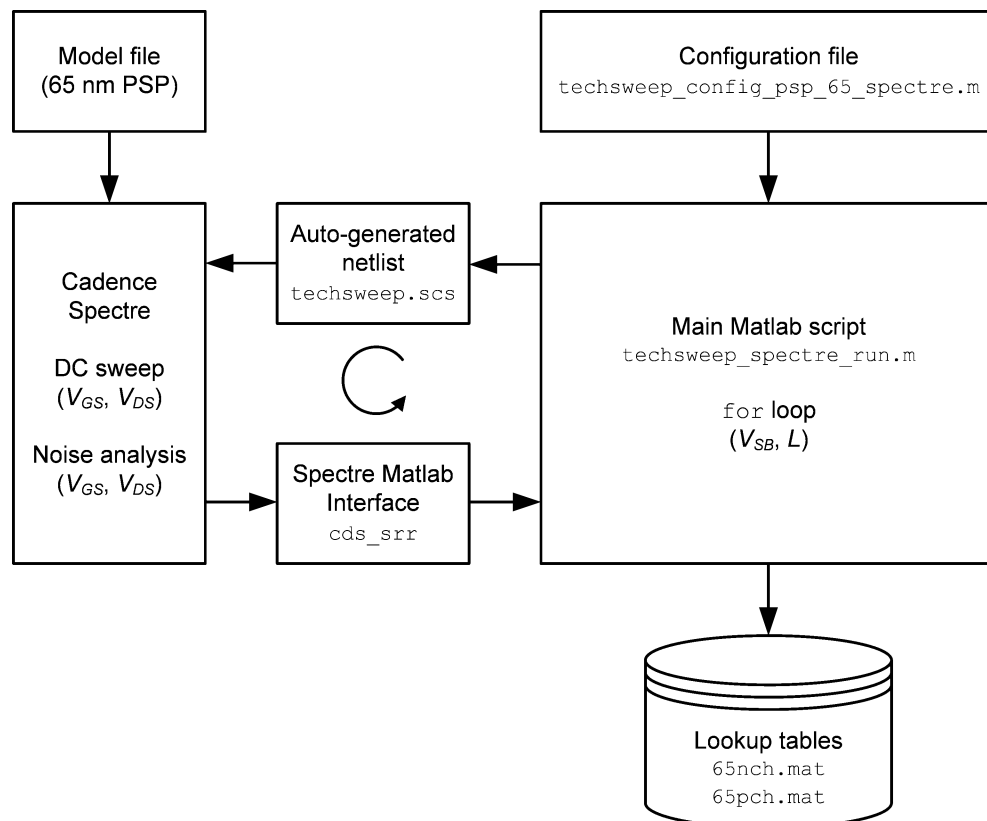 Model file
(65 nm PSP)
Configuration file
techsweep_config_psp_65_spectre.m
Cadence
Spectre
DC sweep
(VGS, VDS)
Noise analysis
(VGS, VDS)
Auto-generated
netlist
techsweep.scs
Spectre Matlab
Interface
cds_srr
Main Matlab script
techsweep_spectre_run.m
for loop
(VSB, L)
Lookup tables
65nch.mat
65pch.mat